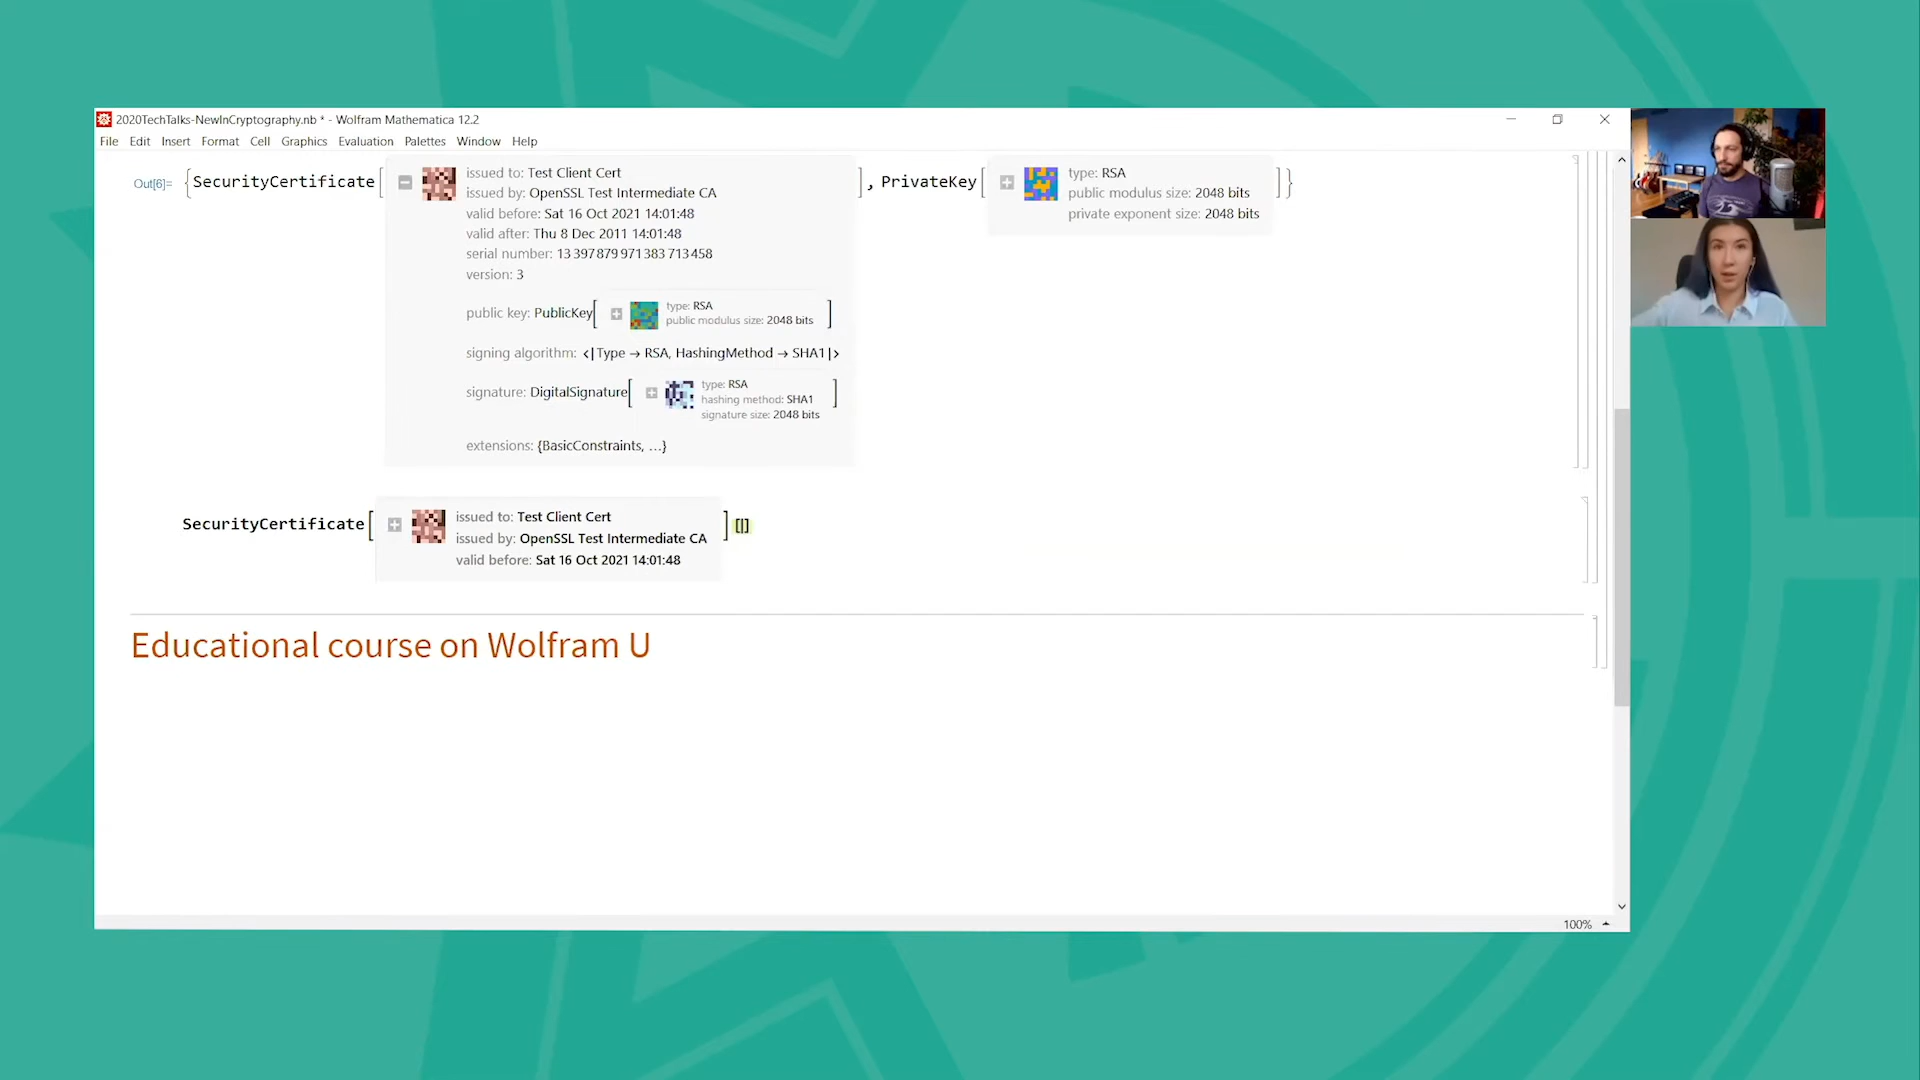 2020TechTalks-NewInCryptography.nb * - Wolfram Mathematica 12.2
File Edit Insert Format Cell Graphics Evaluation Palettes Window Help
Out[6]= {SecurityCertificate[ issued to: Test Client Cert
issued by: OpenSSL Test Intermediate CA
valid before: Sat 16 Oct 2021 14:01:48
valid after: Thu 8 Dec 2011 14:01:48
serial number: 13 397 879 971 383 713 458
version: 3
public key: PublicKey[ type: RSA
public modulus size: 2048 bits ]
signing algorithm: <|Type → RSA, HashingMethod → SHA1|>
signature: DigitalSignature[ type: RSA
hashing method: SHA1
signature size: 2048 bits ]
extensions: {BasicConstraints, …}
], PrivateKey[ type: RSA
public modulus size: 2048 bits
private exponent size: 2048 bits ]}
SecurityCertificate[ issued to: Test Client Cert
issued by: OpenSSL Test Intermediate CA
valid before: Sat 16 Oct 2021 14:01:48 ][]
Educational course on Wolfram U
100%